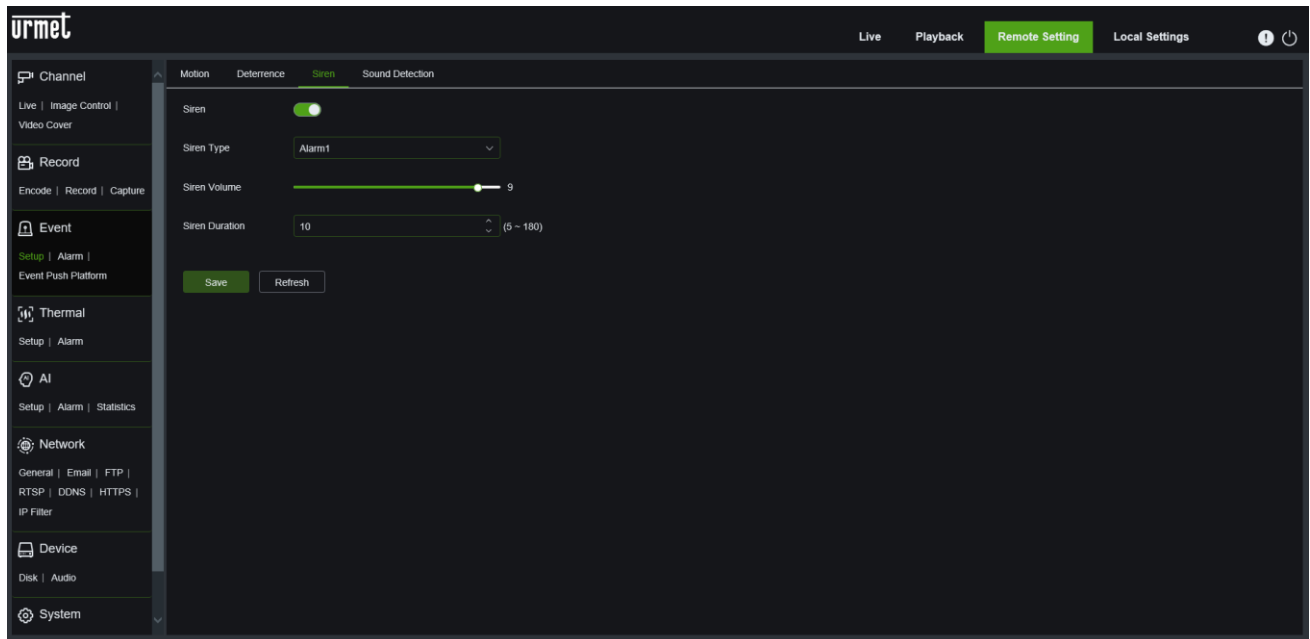 urmet
Live Playback Remote Setting Local Settings
Channel
Live | Image Control |
Video Cover
Record
Encode | Record | Capture
Event
Setup | Alarm |
Event Push Platform
Thermal
Setup | Alarm
AI
Setup | Alarm | Statistics
Network
General | Email | FTP |
RTSP | DDNS | HTTPS |
IP Filter
Device
Disk | Audio
System
Motion Deterrence Siren Sound Detection
Siren
Siren Type Alarm1
Siren Volume 9
Siren Duration 10 (5 ~ 180)
Save Refresh